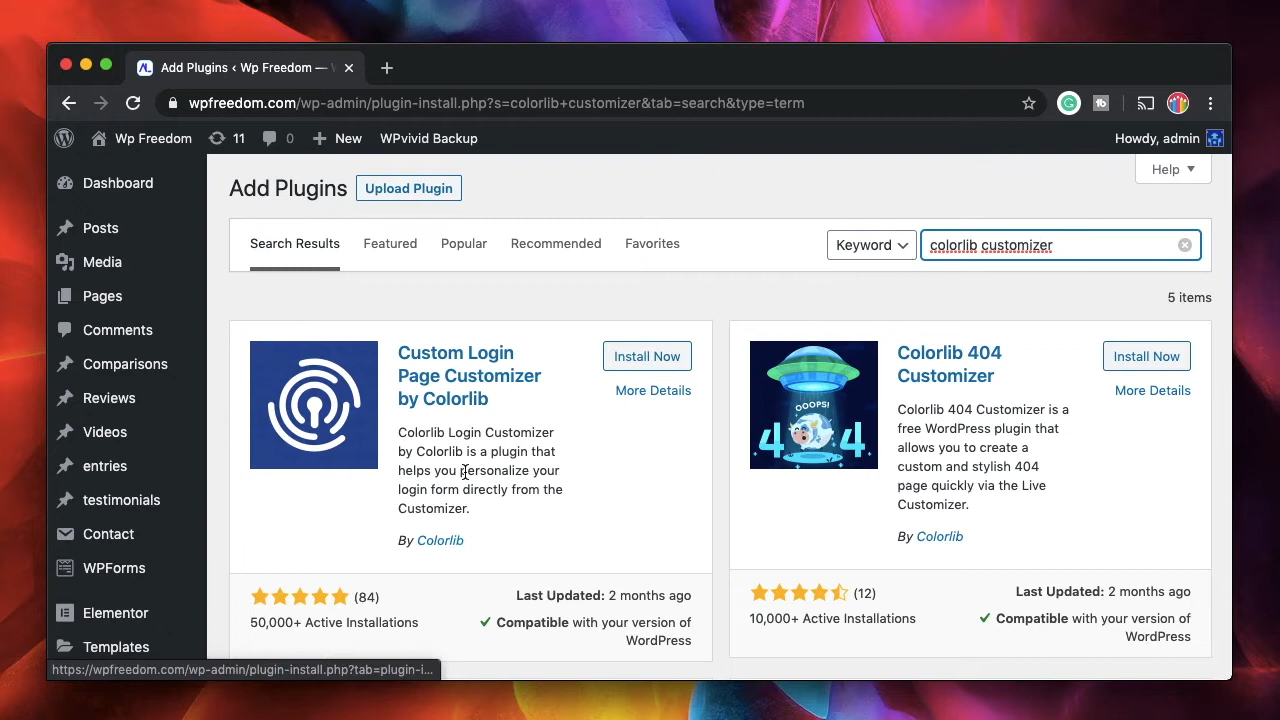 Add Plugins ‹ Wp Freedom —
wpfreedom.com/wp-admin/plugin-install.php?s=colorlib+customizer&tab=search&type=term
Wp Freedom 11 0 New WPvivid Backup Howdy, admin
Help
Dashboard
Posts
Media
Pages
Comments
Comparisons
Reviews
Videos
entries
testimonials
Contact
WPForms
Elementor
Templates
Add Plugins Upload Plugin
Search Results Featured Popular Recommended Favorites Keyword colorlib customizer
5 items
Custom Login
Page Customizer
by Colorlib
Install Now
More Details
Colorlib Login Customizer
by Colorlib is a plugin that
helps you personalize your
login form directly from the
Customizer.
By Colorlib
(84)
50,000+ Active Installations
Last Updated: 2 months ago
✓ Compatible with your version of
WordPress
OOOPS!
4 4
Colorlib 404
Customizer
Install Now
More Details
Colorlib 404 Customizer is a
free WordPress plugin that
allows you to create a
custom and stylish 404
page quickly via the Live
Customizer.
By Colorlib
(12)
10,000+ Active Installations
Last Updated: 2 months ago
✓ Compatible with your version of
WordPress
https://wpfreedom.com/wp-admin/plugin-install.php?tab=plugin-i...